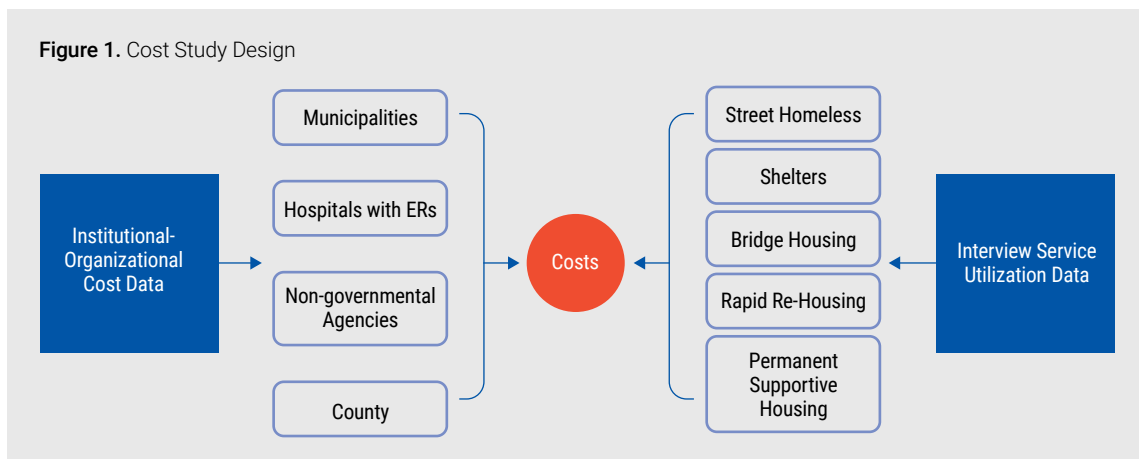 Figure 1. Cost Study Design
Institutional-
Organizational
Cost Data
Municipalities
Hospitals with ERs
Non-governmental
Agencies
County
Costs
Street Homeless
Shelters
Bridge Housing
Rapid Re-Housing
Permanent
Supportive
Housing
Interview Service
Utilization Data